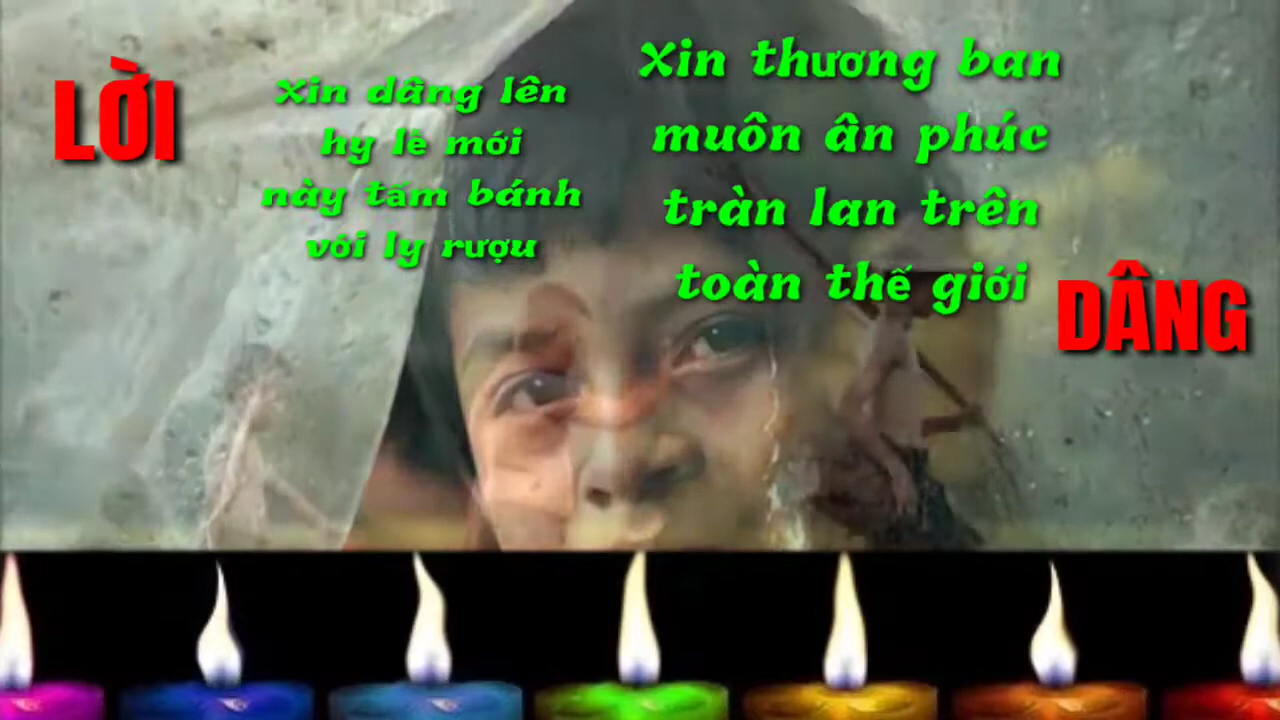 LỜI
Xin dâng lên
hy lề mới
này tấm bánh
với ly rượu
Xin thương ban
muôn ân phúc
tràn lan trên
toàn thế giới
DÂNG